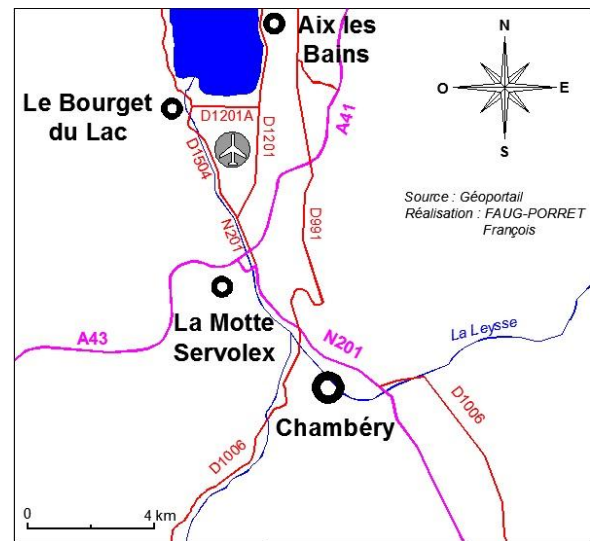 Aix les
Bains
N
O
E
S
Le Bourget
du Lac
D1201A
A41
D1504
D1201
Source : Géoportail
Réalisation : FAUG-PORRET
François
D991
N201
La Motte
Servolex
A43
N201
La Leysse
Chambéry
D1006
D1006
0
4 km